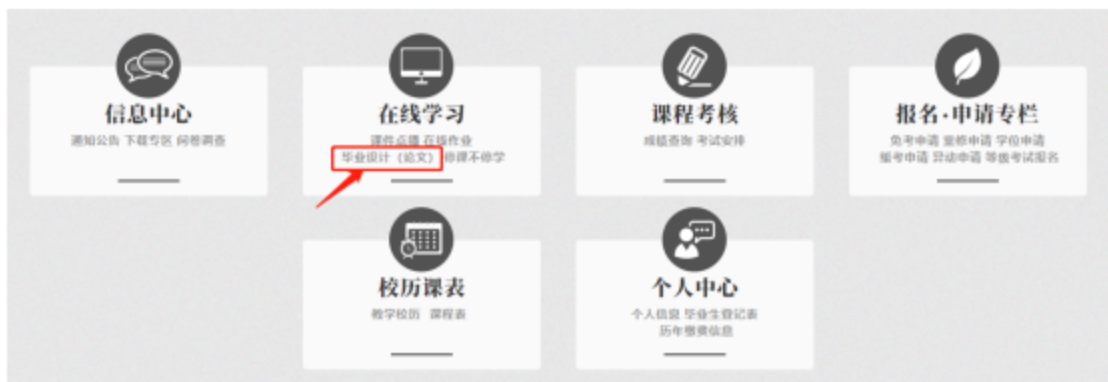 信息中心
通知公告 下载专区 问卷调查
在线学习
课件点播 在线作业
毕业设计（论文） 停课不停学
课程考核
成绩查询 考试安排
报名·申请专栏
免考申请 重修申请 学位申请
缓考申请 异动申请 等级考试报名
校历课表
教学校历 课程表
个人中心
个人信息 毕业生登记表
历年缴费信息